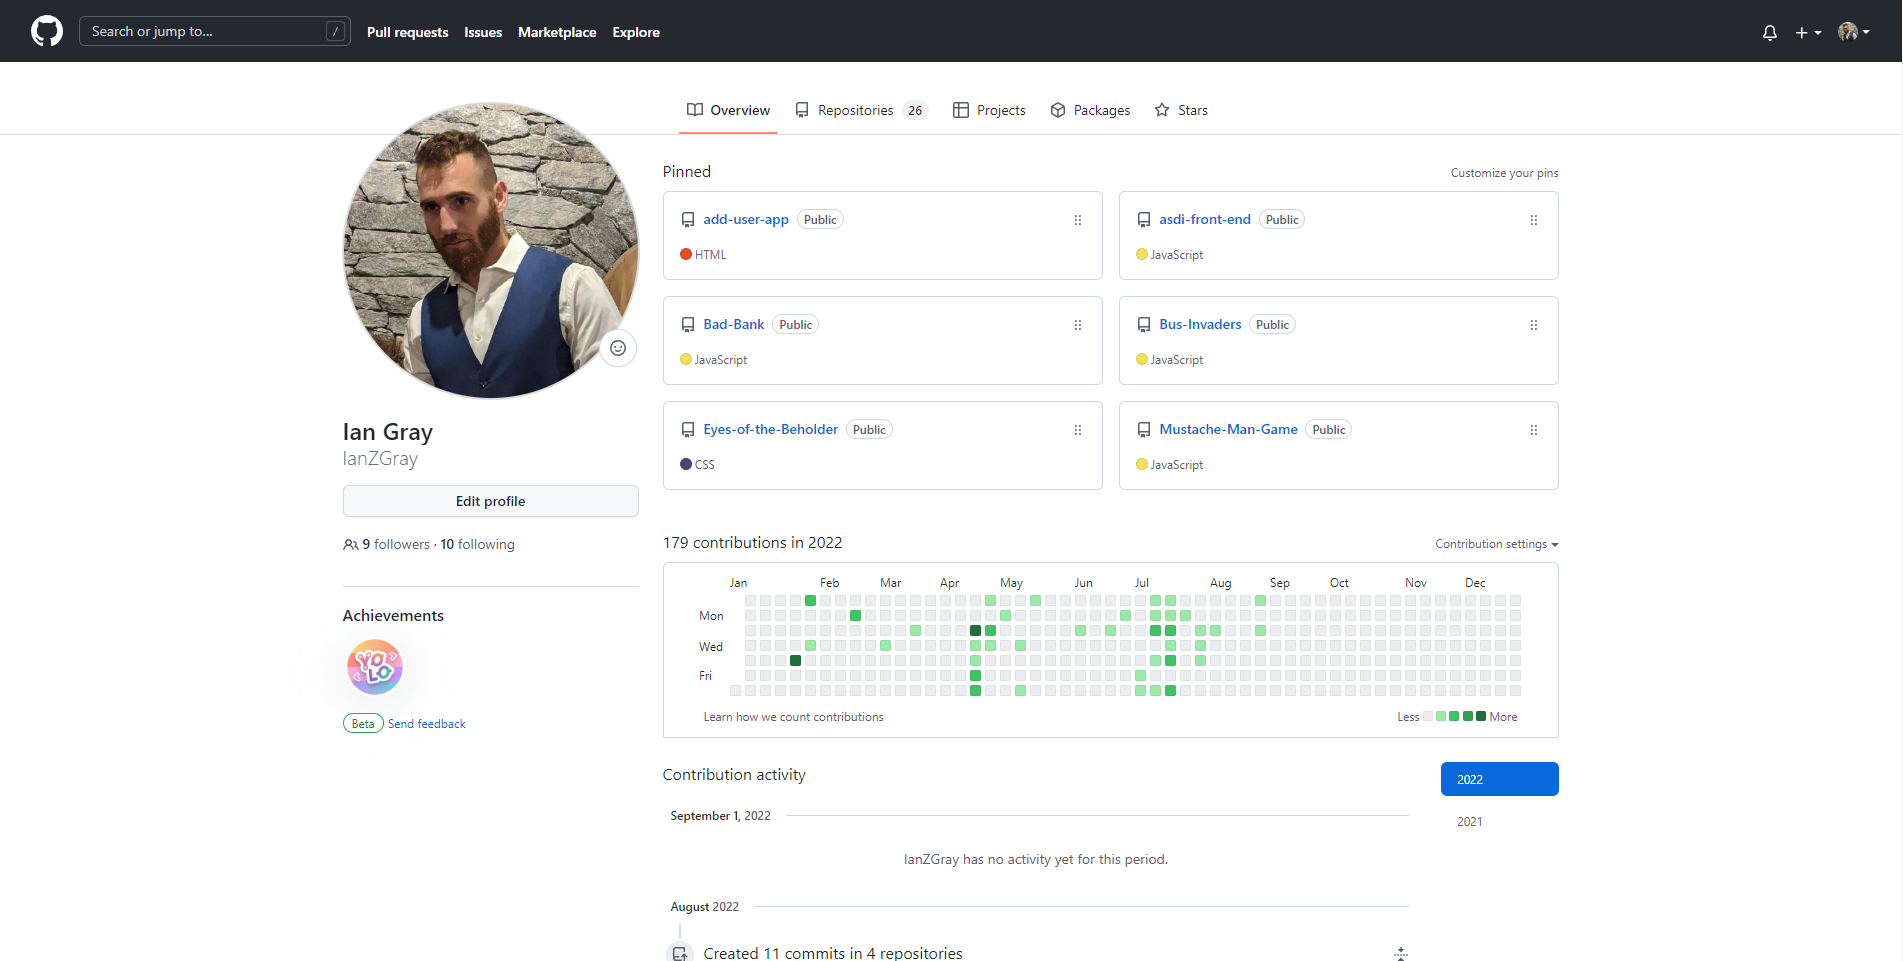 Search or jump to... /
Pull requests Issues Marketplace Explore
Overview Repositories 26 Projects Packages Stars
Ian Gray
IanZGray
Edit profile
9 followers · 10 following
Achievements
YOLO
Beta Send feedback
Pinned
Customize your pins
add-user-app Public
HTML
asdi-front-end Public
JavaScript
Bad-Bank Public
JavaScript
Bus-Invaders Public
JavaScript
Eyes-of-the-Beholder Public
CSS
Mustache-Man-Game Public
JavaScript
179 contributions in 2022
Contribution settings
Jan Feb Mar Apr May Jun Jul Aug Sep Oct Nov Dec
Mon
Wed
Fri
Learn how we count contributions
Less More
Contribution activity
2022
2021
September 1, 2022
IanZGray has no activity yet for this period.
August 2022
Created 11 commits in 4 repositories